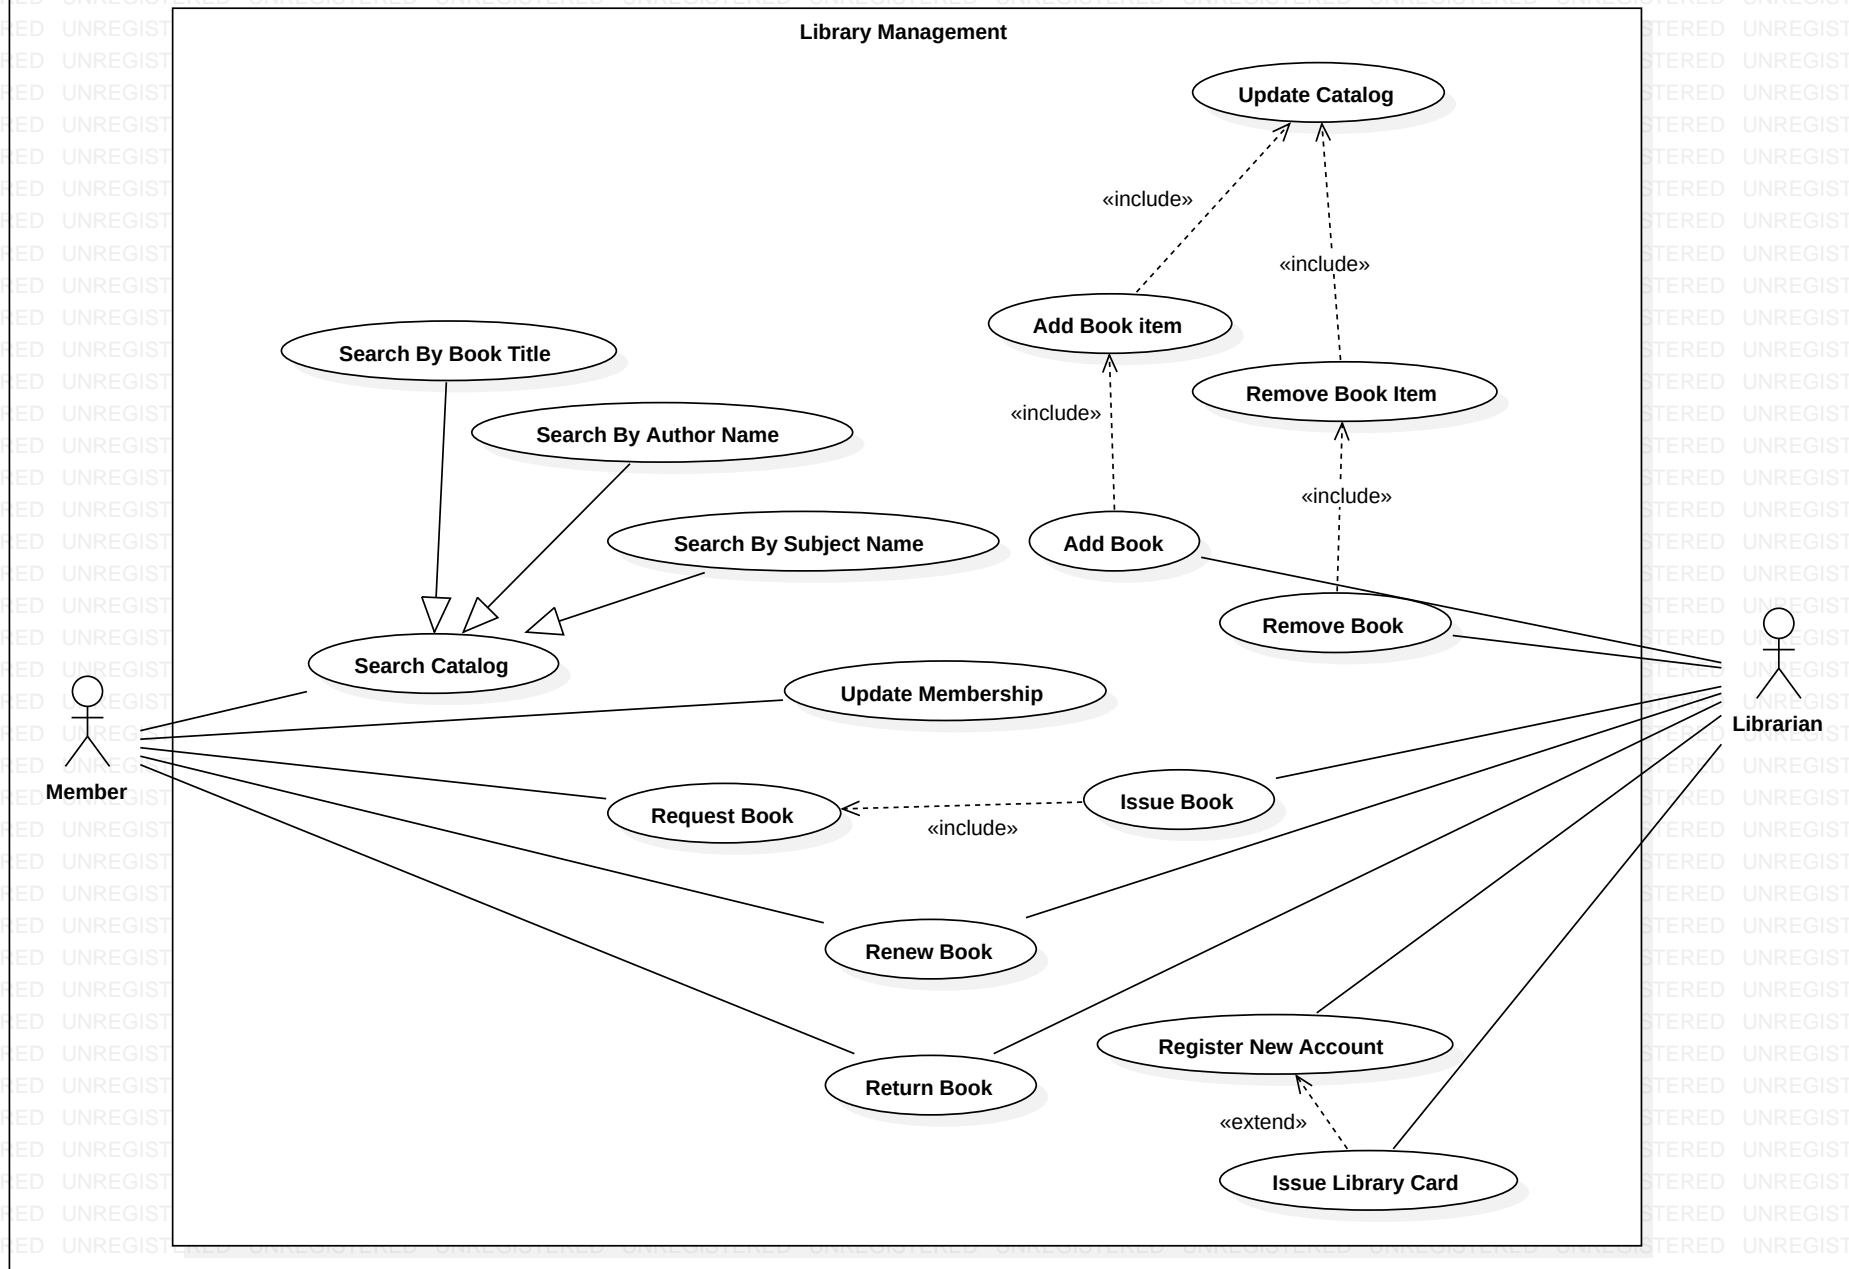 Library Management
Update Catalog
«include»
«include»
Add Book item
Search By Book Title
Remove Book Item
«include»
Search By Author Name
«include»
Search By Subject Name
Add Book
Remove Book
Search Catalog
Update Membership
Librarian
Member
Issue Book
Request Book
«include»
Renew Book
Register New Account
Return Book
«extend»
Issue Library Card
UNREGISTERED